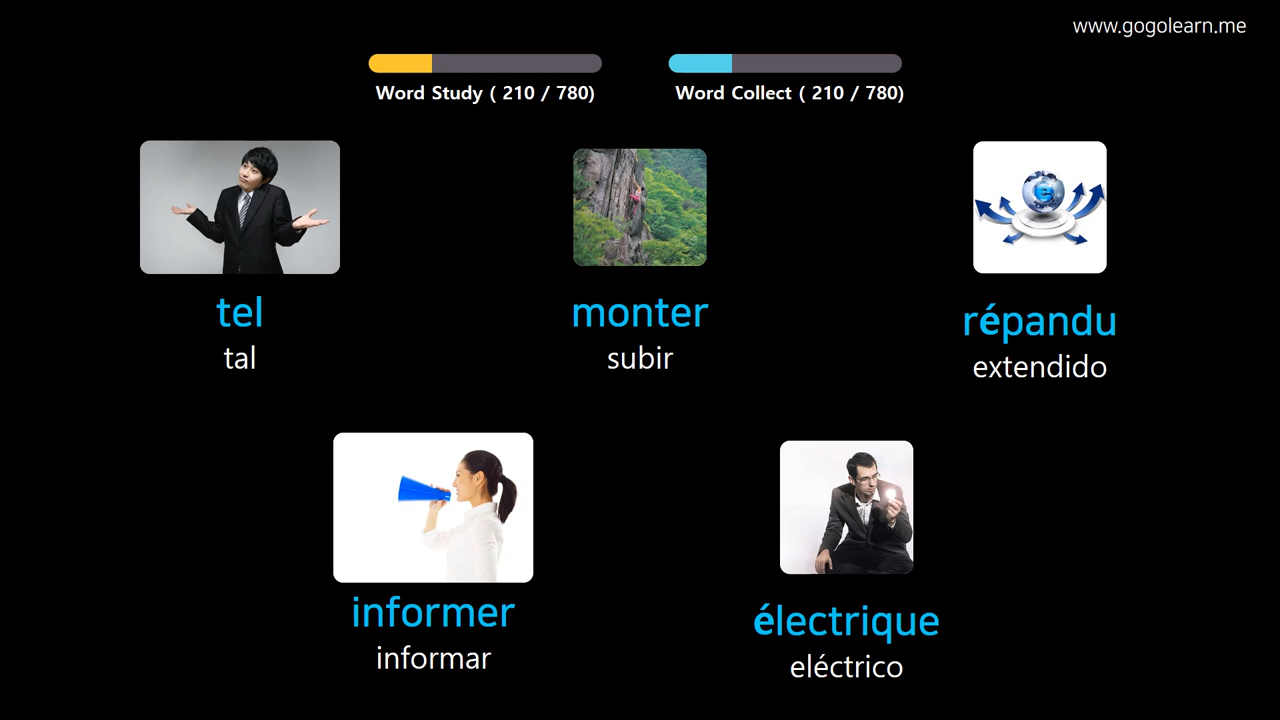 www.gogolearn.me
Word Study ( 210 / 780)
Word Collect ( 210 / 780)
tel
tal
monter
subir
répandu
extendido
informer
informar
électrique
eléctrico